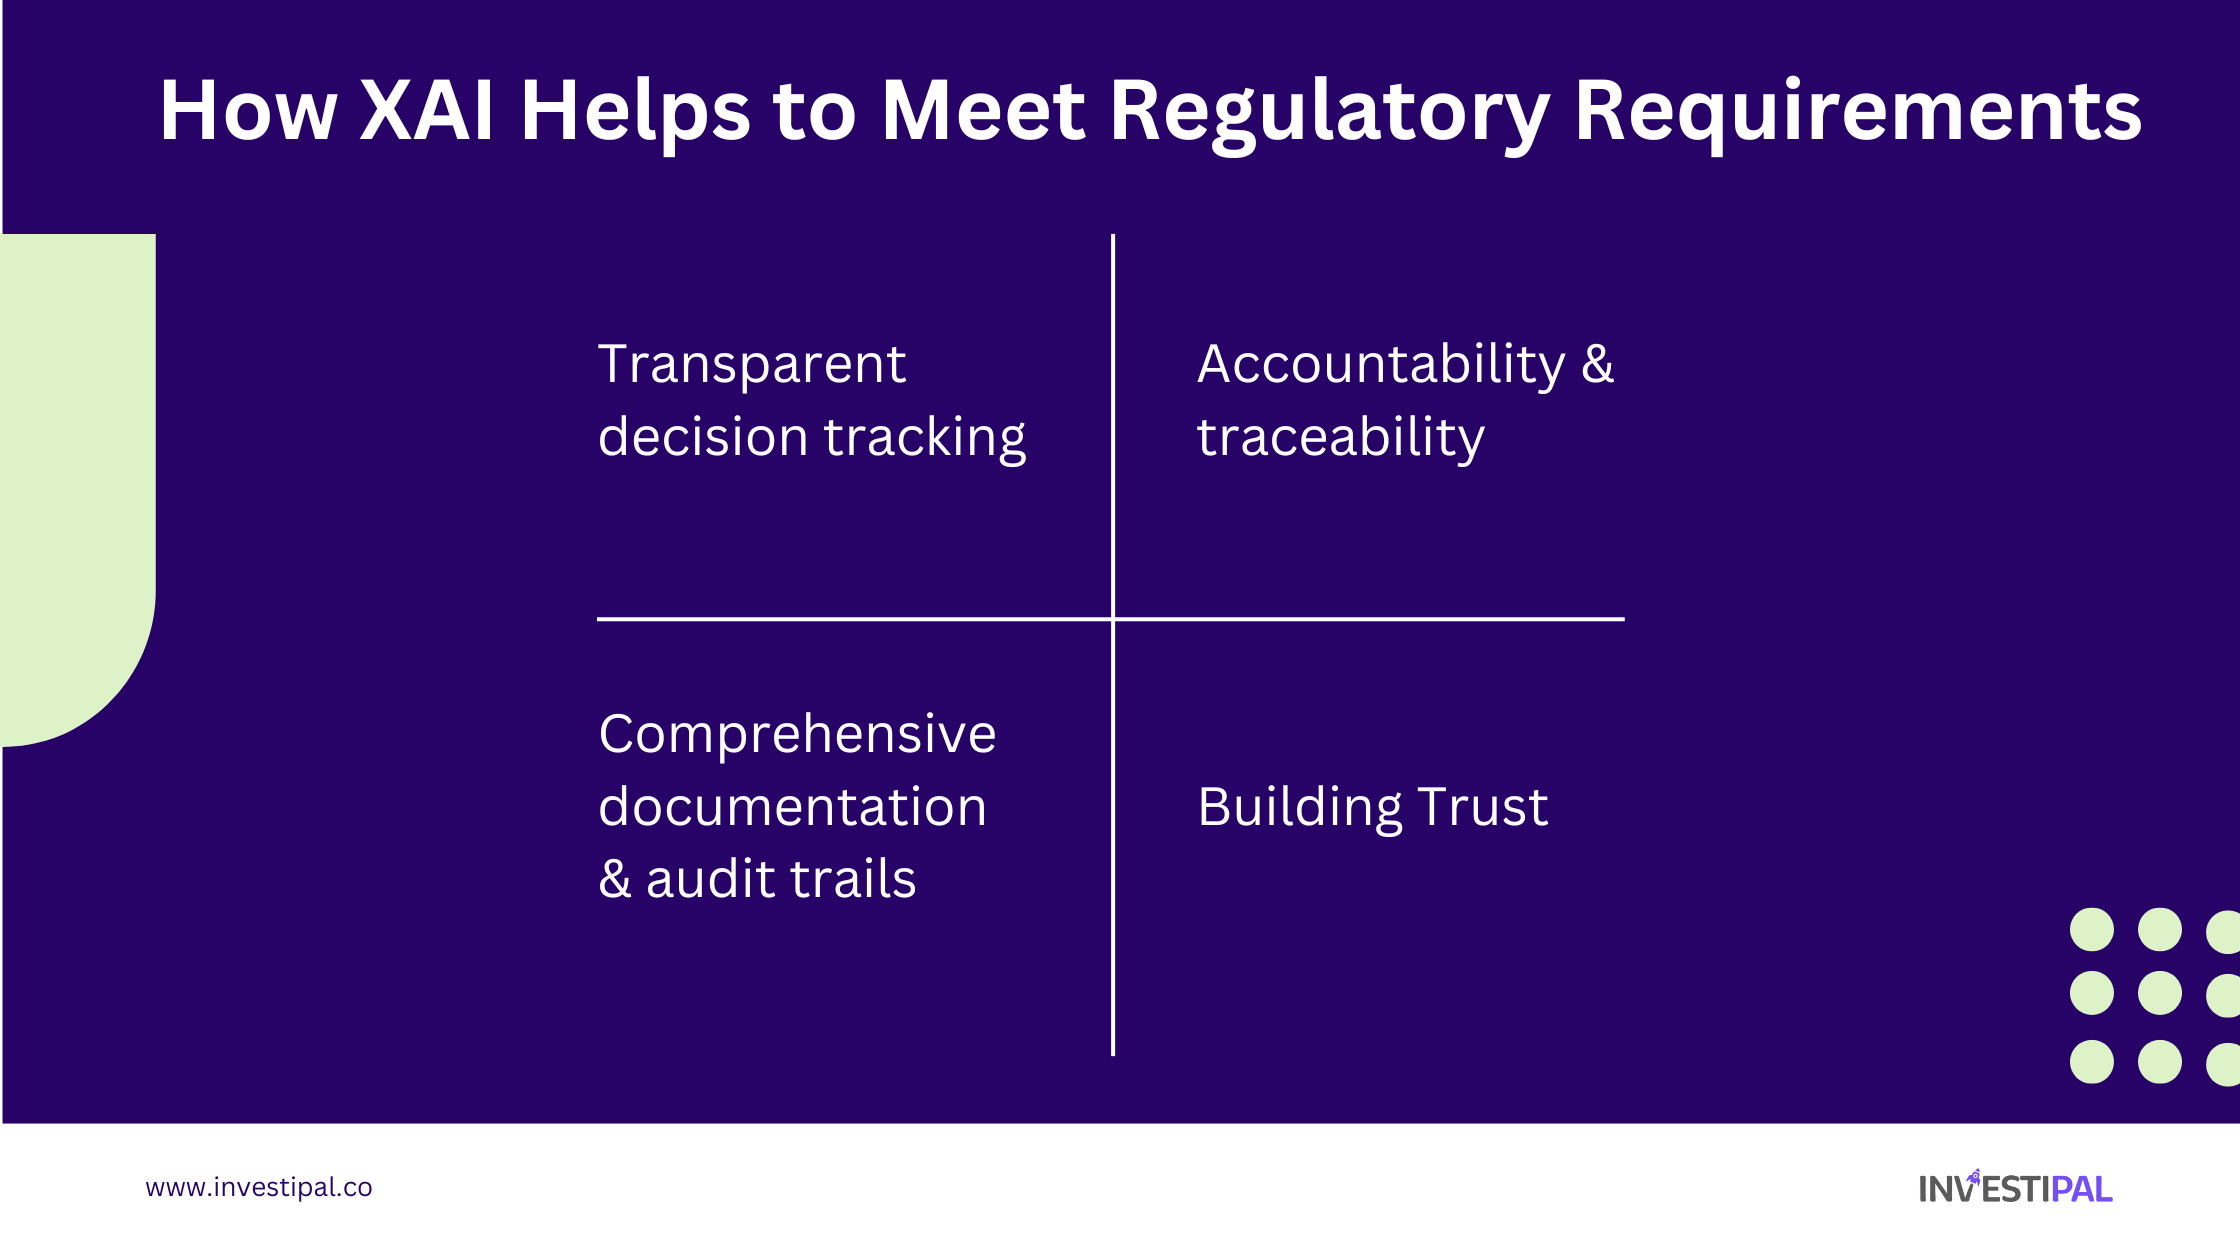 How XAI Helps to Meet Regulatory Requirements
Transparent
decision tracking
Accountability &
traceability
Comprehensive
documentation
& audit trails
Building Trust
www.investipal.co
INVESTIPAL